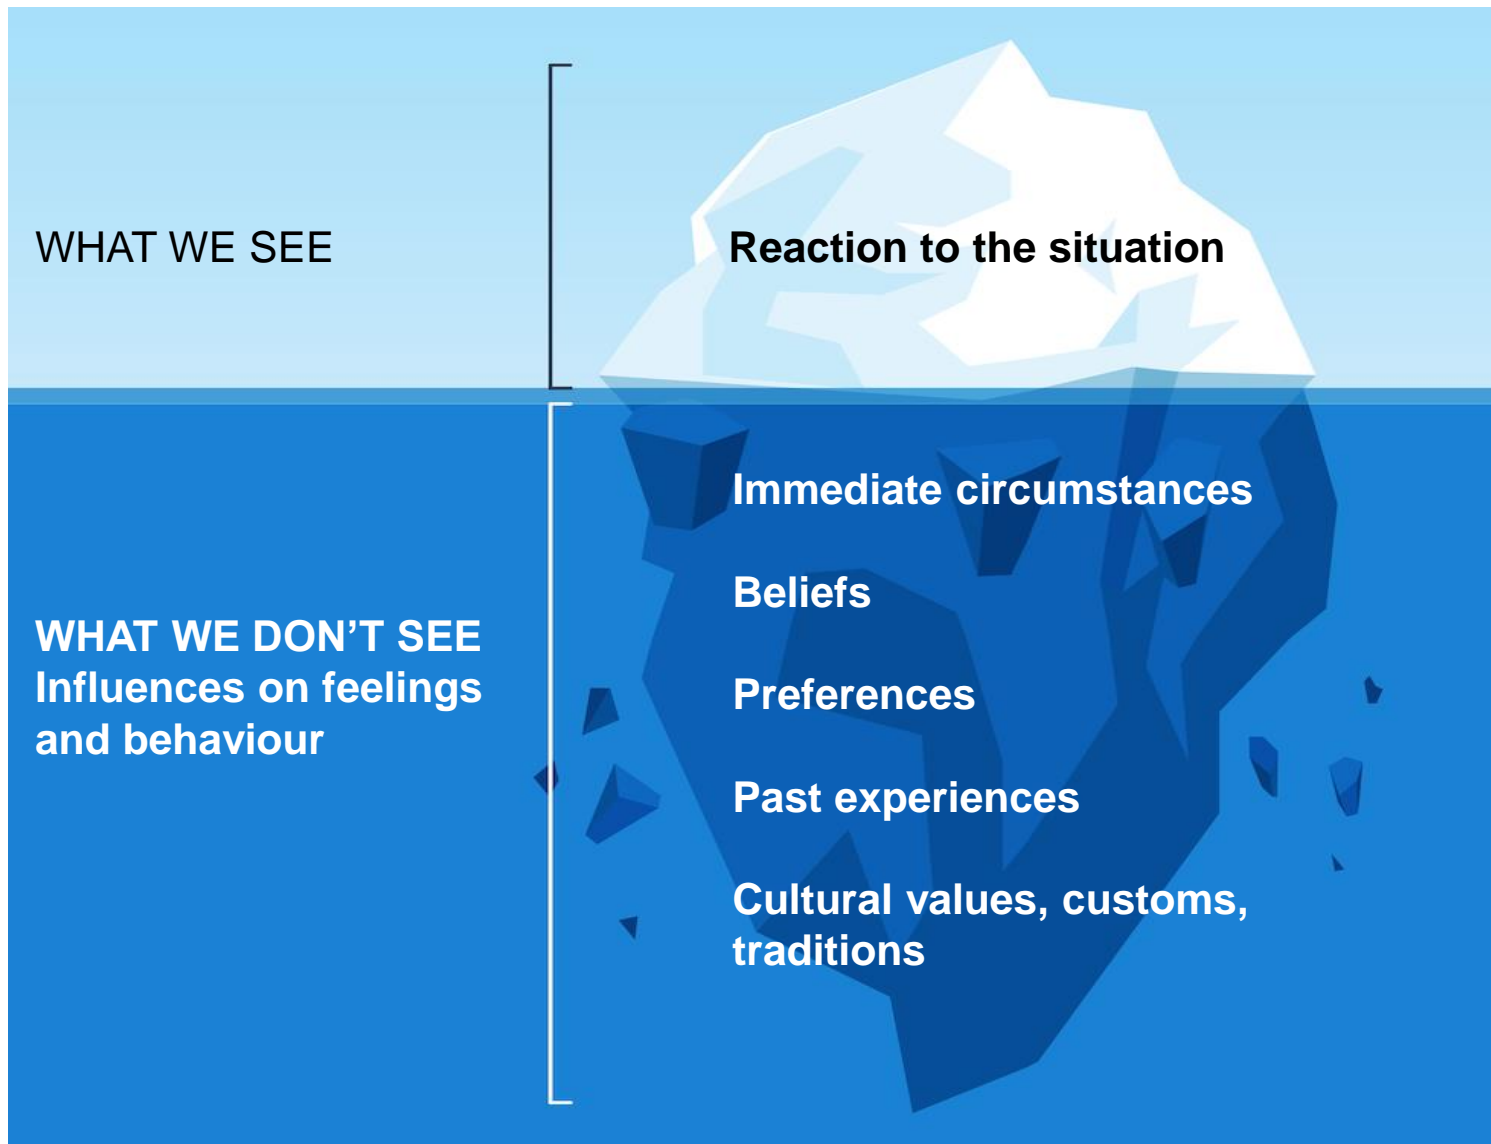 WHAT WE SEE
Reaction to the situation
WHAT WE DON’T SEE
Influences on feelings
and behaviour
Immediate circumstances
Beliefs
Preferences
Past experiences
Cultural values, customs,
traditions